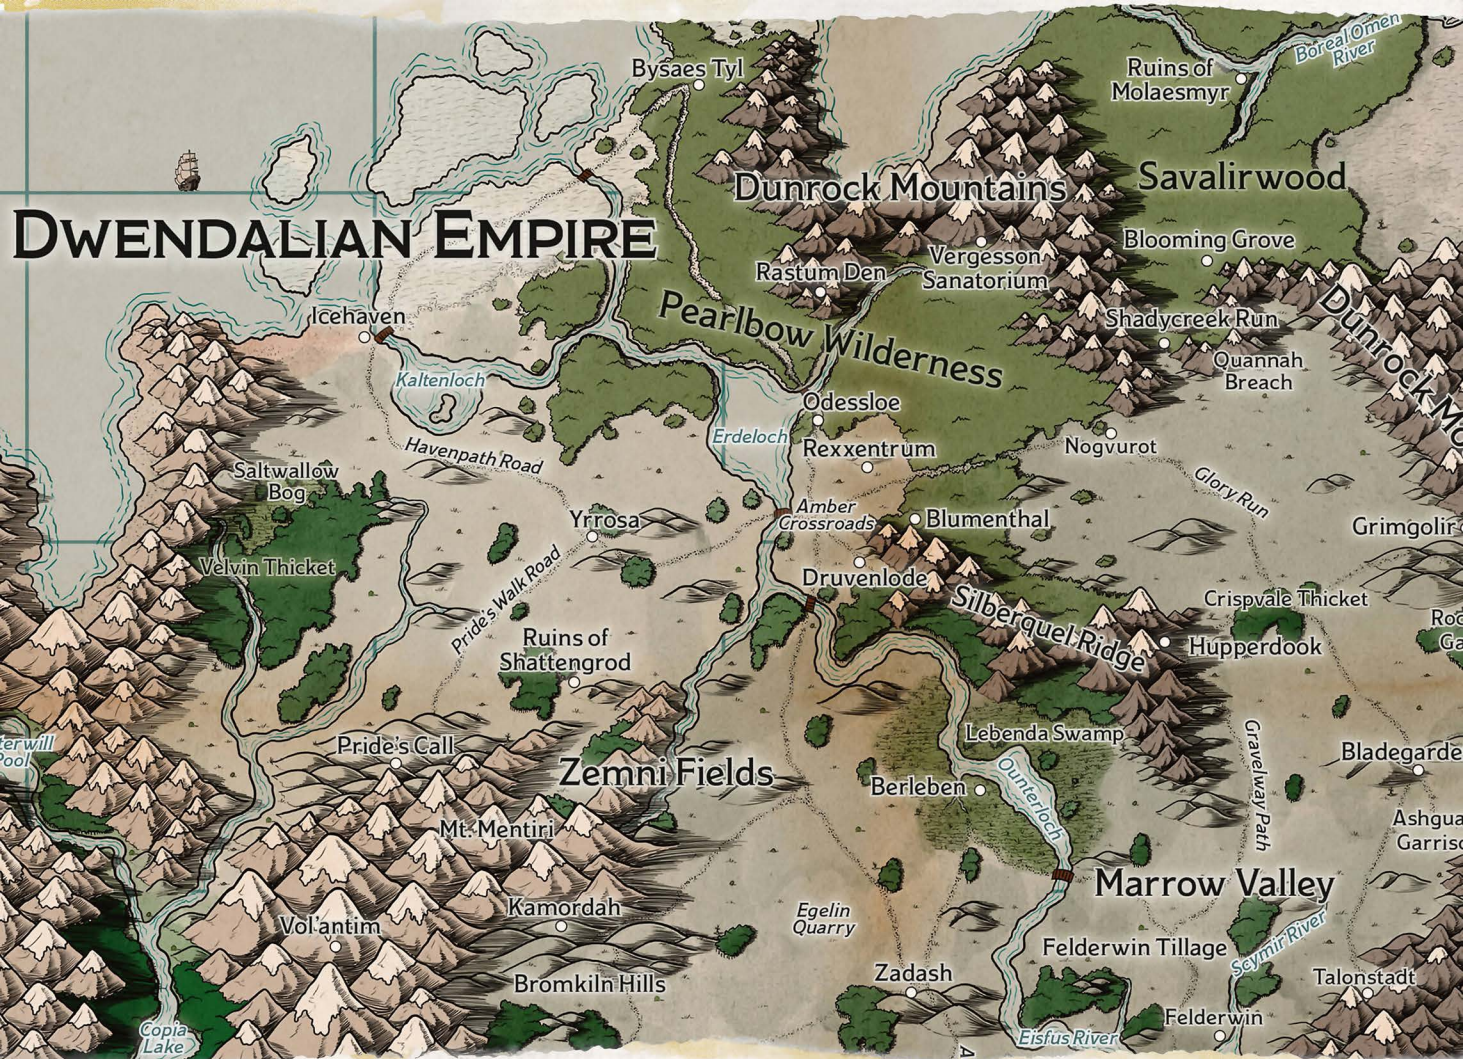 Bysaes Tyl
Ruins of
Molaesmyr
Boreal Omen
River
Dunrock Mountains
Savalirwood
DWENDALIAN EMPIRE
Blooming Grove
Vergesson
Sanatorium
Rastum Den
Icehaven
Pearlbow Wilderness
Shadycreek Run
Quannah
Breach
Dunrock
Kaltenloch
Odessloe
Erdeloch
Rexxentrum
Nogvurot
Havenpath Road
Saltwallow
Bog
Glory Run
Amber
Crossroads
Yrrosa
Blumenthal
Grimgolir
Velvin Thicket
Druvenlode
Pride's Walk Road
Silberquel Ridge
Crispvale Thicket
Ruins of
Shattengrod
Hupperdook
Pride's Call
Lebenda Swamp
Gravelway Path
Bladegarde
Zemni Fields
Berleben
Ounterloch
Mt. Mentiri
Marrow Valley
Kamordah
Vol'antim
Egelin
Quarry
Felderwin Tillage
Scymir River
Zadash
Bromkiln Hills
Talonstadt
Felderwin
Copia
Lake
Eisfus River